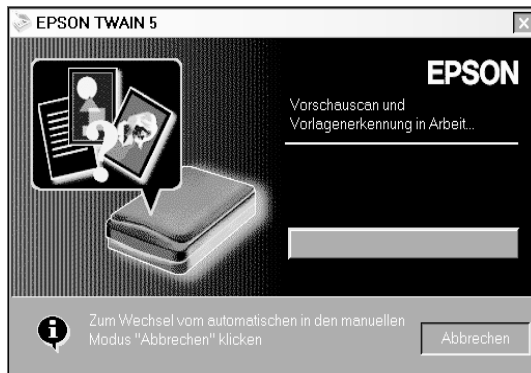 EPSON TWAIN 5
EPSON
Vorschauscan und
Vorlagenerkennung in Arbeit...
Zum Wechsel vom automatischen in den manuellen
Modus "Abbrechen" klicken
Abbrechen